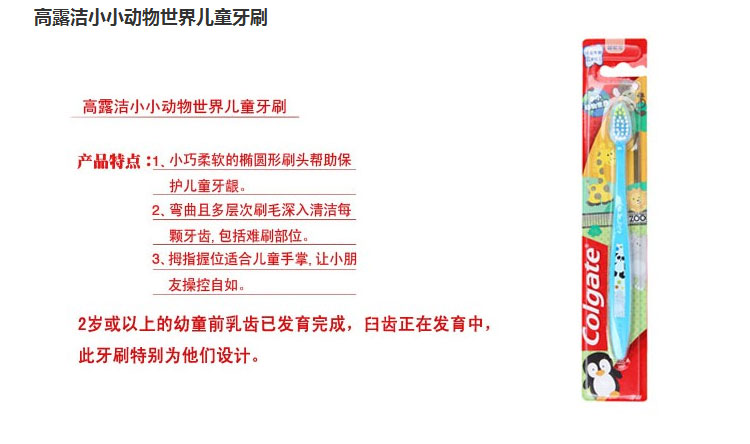 高露洁小小动物世界儿童牙刷
高露洁小小动物世界儿童牙刷
产品特点：1、小巧柔软的椭圆形刷头帮助保
护儿童牙龈。
2、弯曲且多层次刷毛深入清洁每
颗牙齿, 包括难刷部位。
3、拇指握位适合儿童手掌, 让小朋
友操控自如。
2岁或以上的幼童前乳齿已发育完成，臼齿正在发育中，
此牙刷特别为他们设计。
Colgate
ZOO